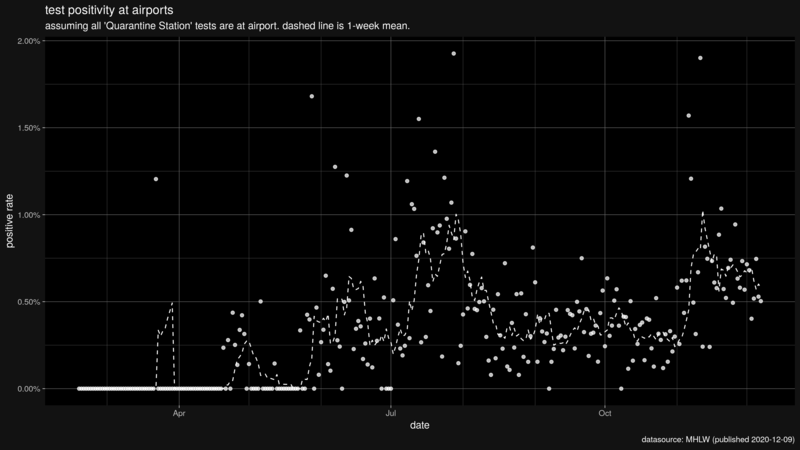 test positivity at airports
assuming all 'Quarantine Station' tests are at airport. dashed line is 1-week mean.
2.00%
1.50%
1.00%
0.50%
0.00%
positive rate
Apr
Jul
Oct
date
datasource: MHLW (published 2020-12-09)